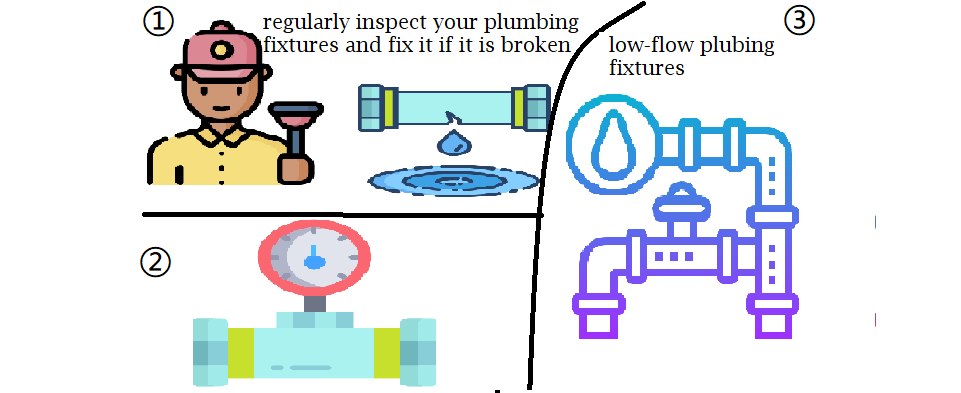 ①
regularly inspect your plumbing
fixtures and fix it if it is broken
②
③
low-flow plubing
fixtures